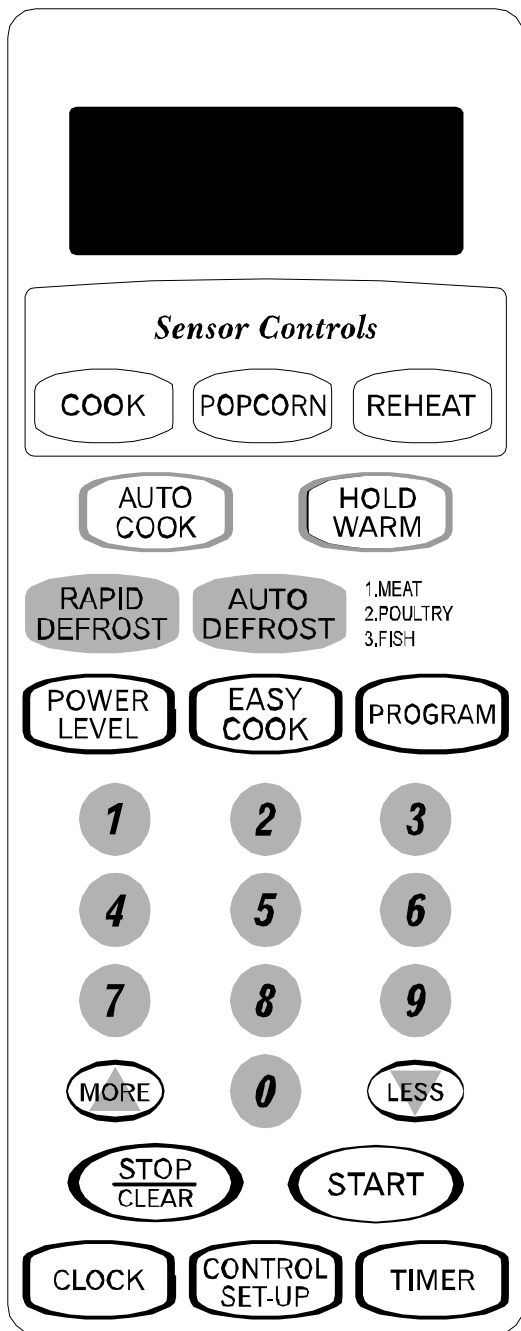 Sensor Controls
COOK POPCORN REHEAT
AUTO
COOK
HOLD
WARM
RAPID
DEFROST
AUTO
DEFROST
1.MEAT
2.POULTRY
3.FISH
POWER
LEVEL
EASY
COOK
PROGRAM
1 2 3
4 5 6
7 8 9
MORE 0 LESS
STOP
CLEAR
START
CLOCK
CONTROL
SET-UP
TIMER